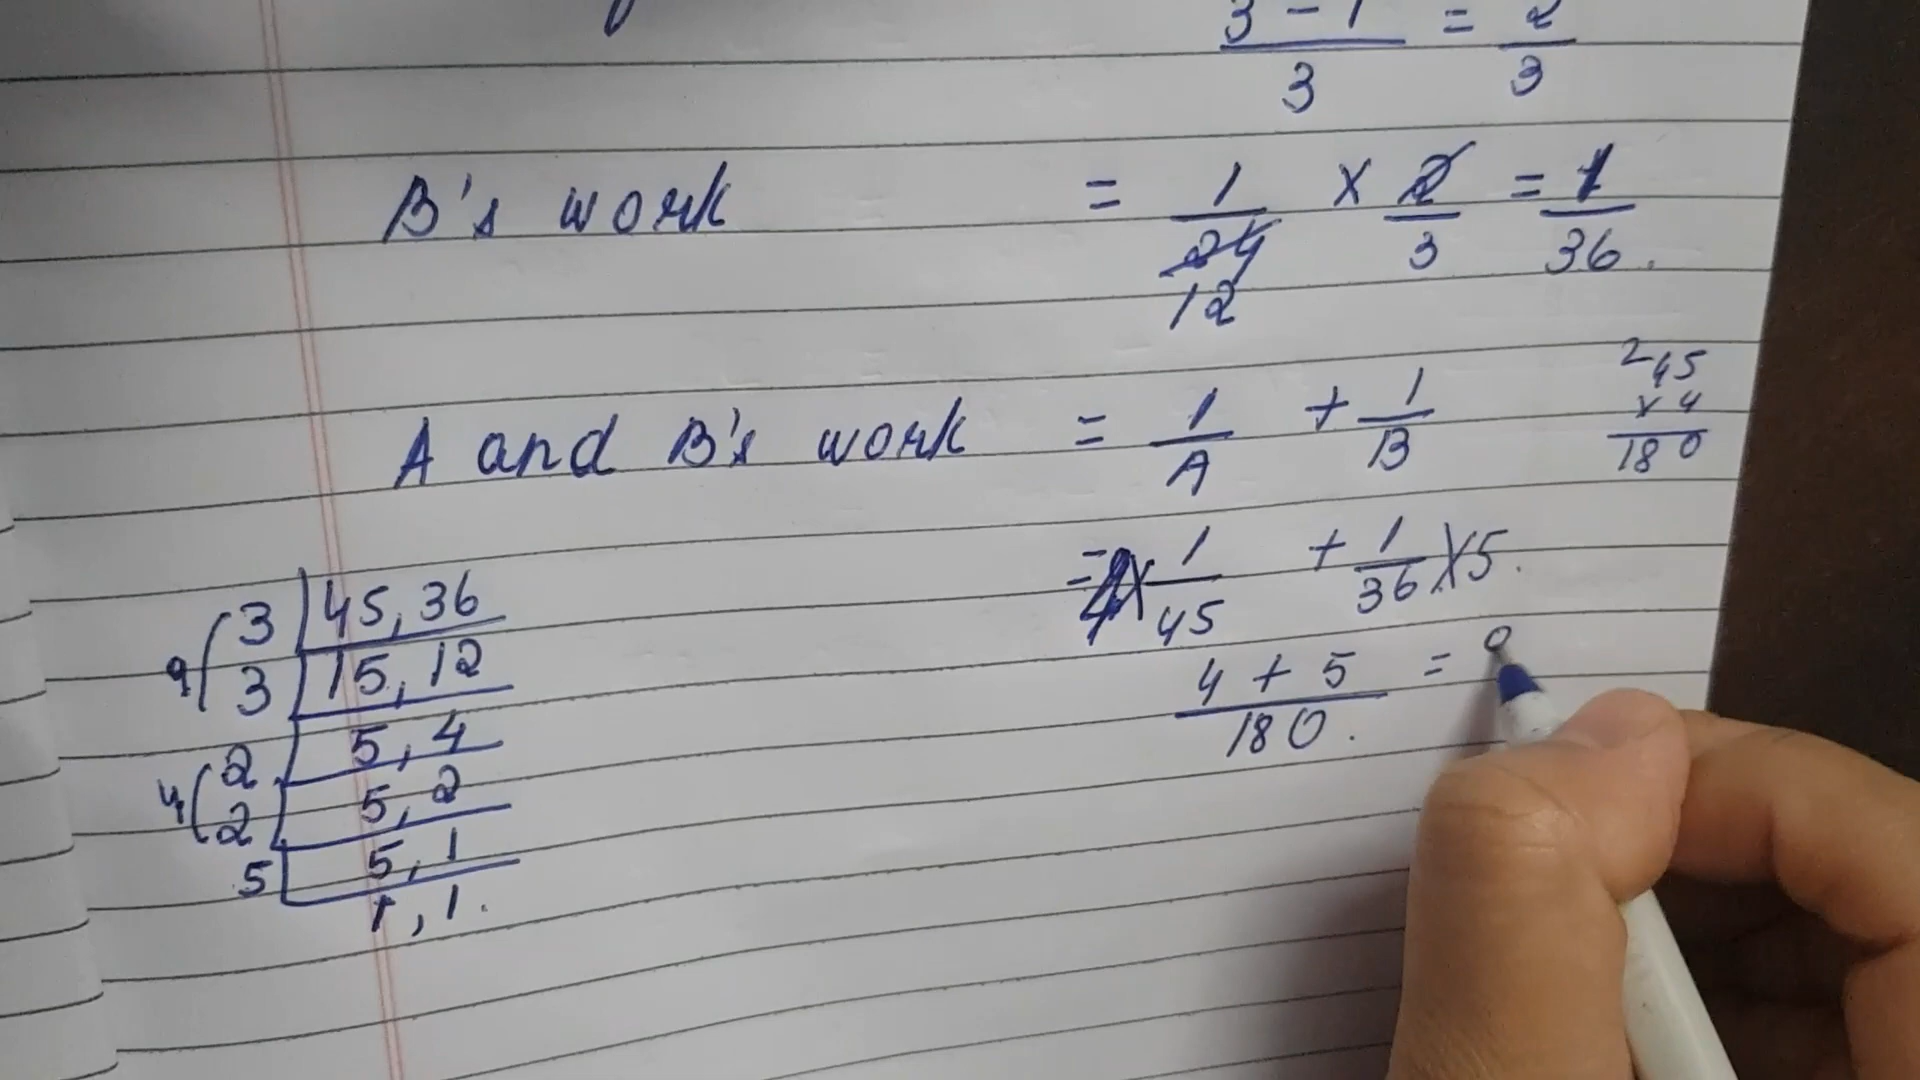 3 - 1 / 3 = 2 / 3
B's work = 1 / 24 × 2 / 3 = 1 / 36.
12
A and B's work = 1 / A + 1 / B
2 45
× 4
180
= 4 × 1 / 45 + 1 / 36 × 5.
4 + 5 / 180. =
9 ( 3 | 45, 36
3 | 15, 12
4 ( 2 | 5, 4
2 | 5, 2
5 | 5, 1
1, 1.